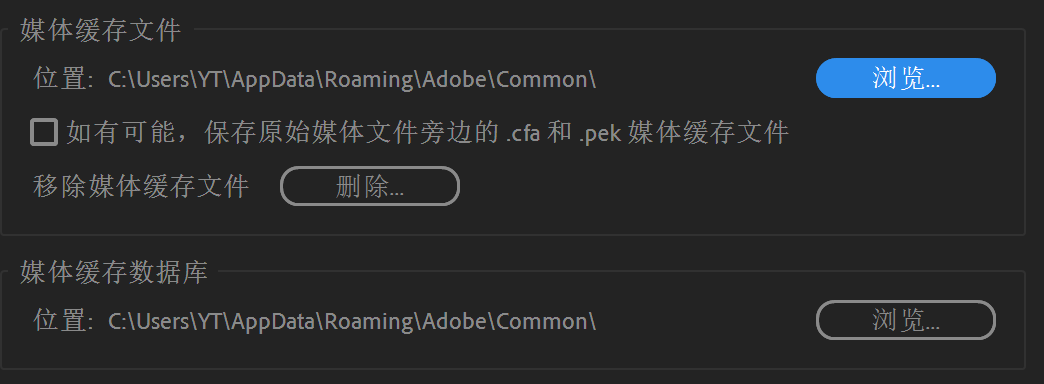 媒体缓存文件
位置: C:\Users\YT\AppData\Roaming\Adobe\Common\ 浏览...
如有可能，保存原始媒体文件旁边的 .cfa 和 .pek 媒体缓存文件
移除媒体缓存文件 删除...
媒体缓存数据库
位置: C:\Users\YT\AppData\Roaming\Adobe\Common\ 浏览...